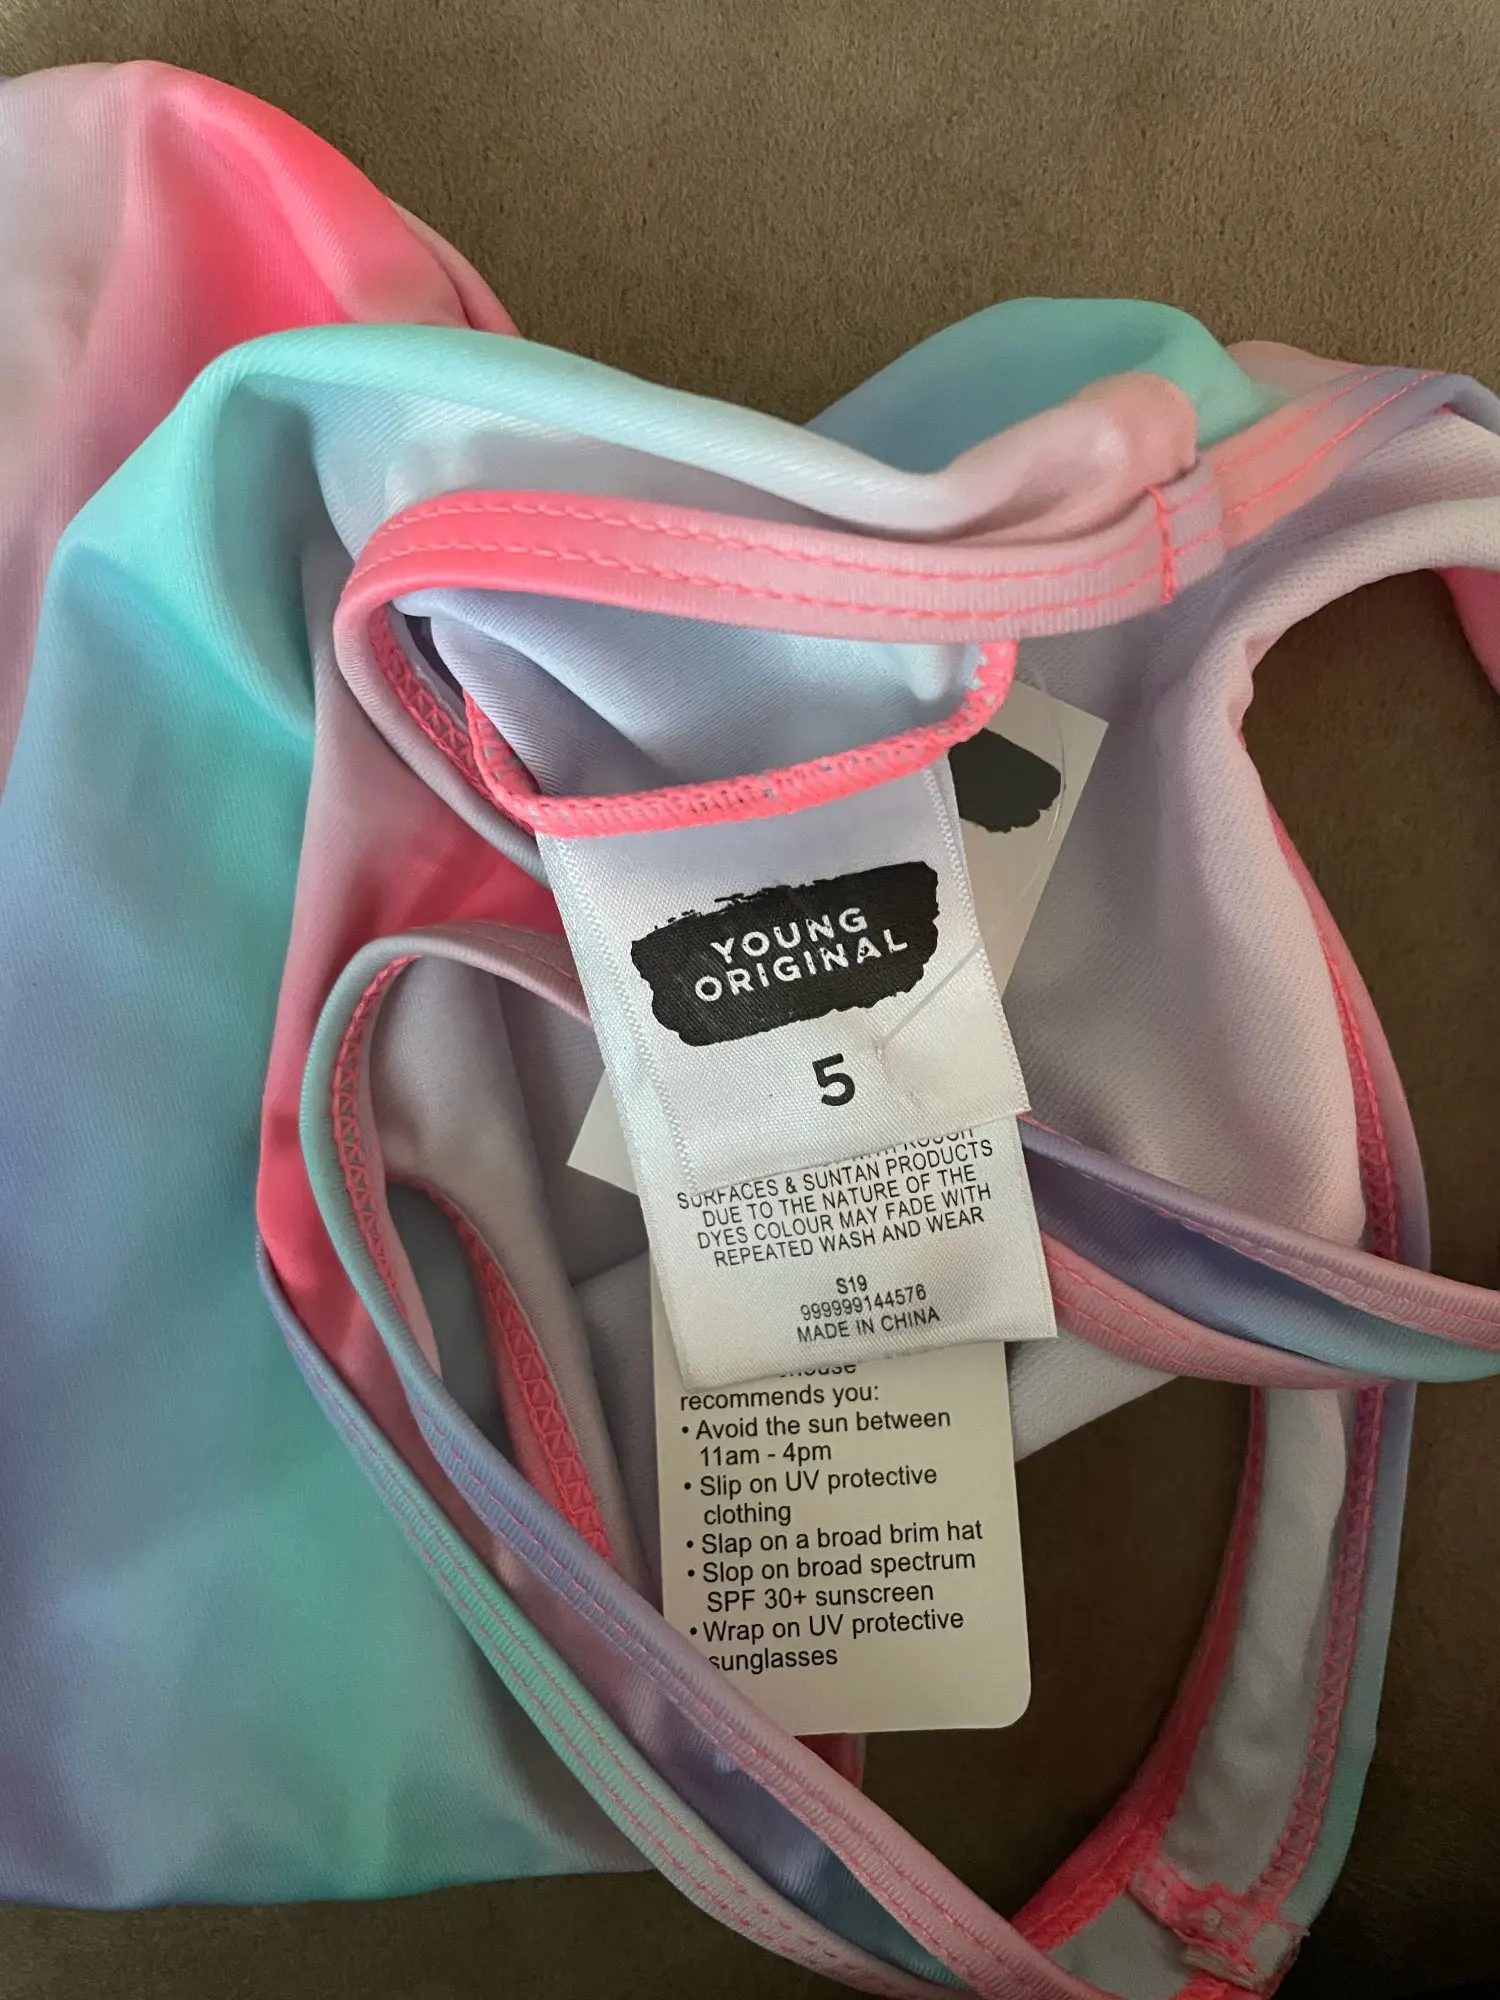 YOUNG
ORIGINAL
5
ROUGH
SURFACES & SUNTAN PRODUCTS
DUE TO THE NATURE OF THE
DYES COLOUR MAY FADE WITH
REPEATED WASH AND WEAR
S19
999999144576
MADE IN CHINA
recommends you:
• Avoid the sun between
11am - 4pm
• Slip on UV protective
clothing
• Slap on a broad brim hat
• Slop on broad spectrum
SPF 30+ sunscreen
• Wrap on UV protective
sunglasses